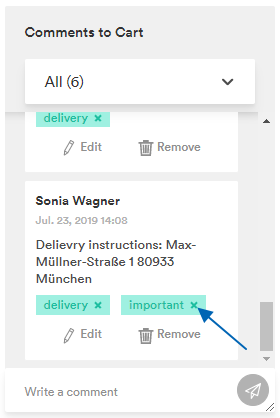 Comments to Cart
All (6)
delivery ×
Edit Remove
Sonia Wagner
Jul. 23, 2019 14:08
Delievry instructions: Max-
Müllner-Straße 1 80933
München
delivery × important ×
Edit Remove
Write a comment